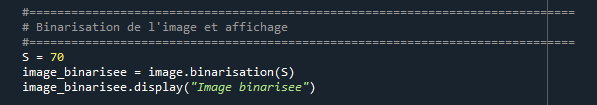 #==============================================================================
# Binarisation de l'image et affichage
#==============================================================================
S = 70
image_binarisee = image.binarisation(S)
image_binarisee.display("Image binarisee")